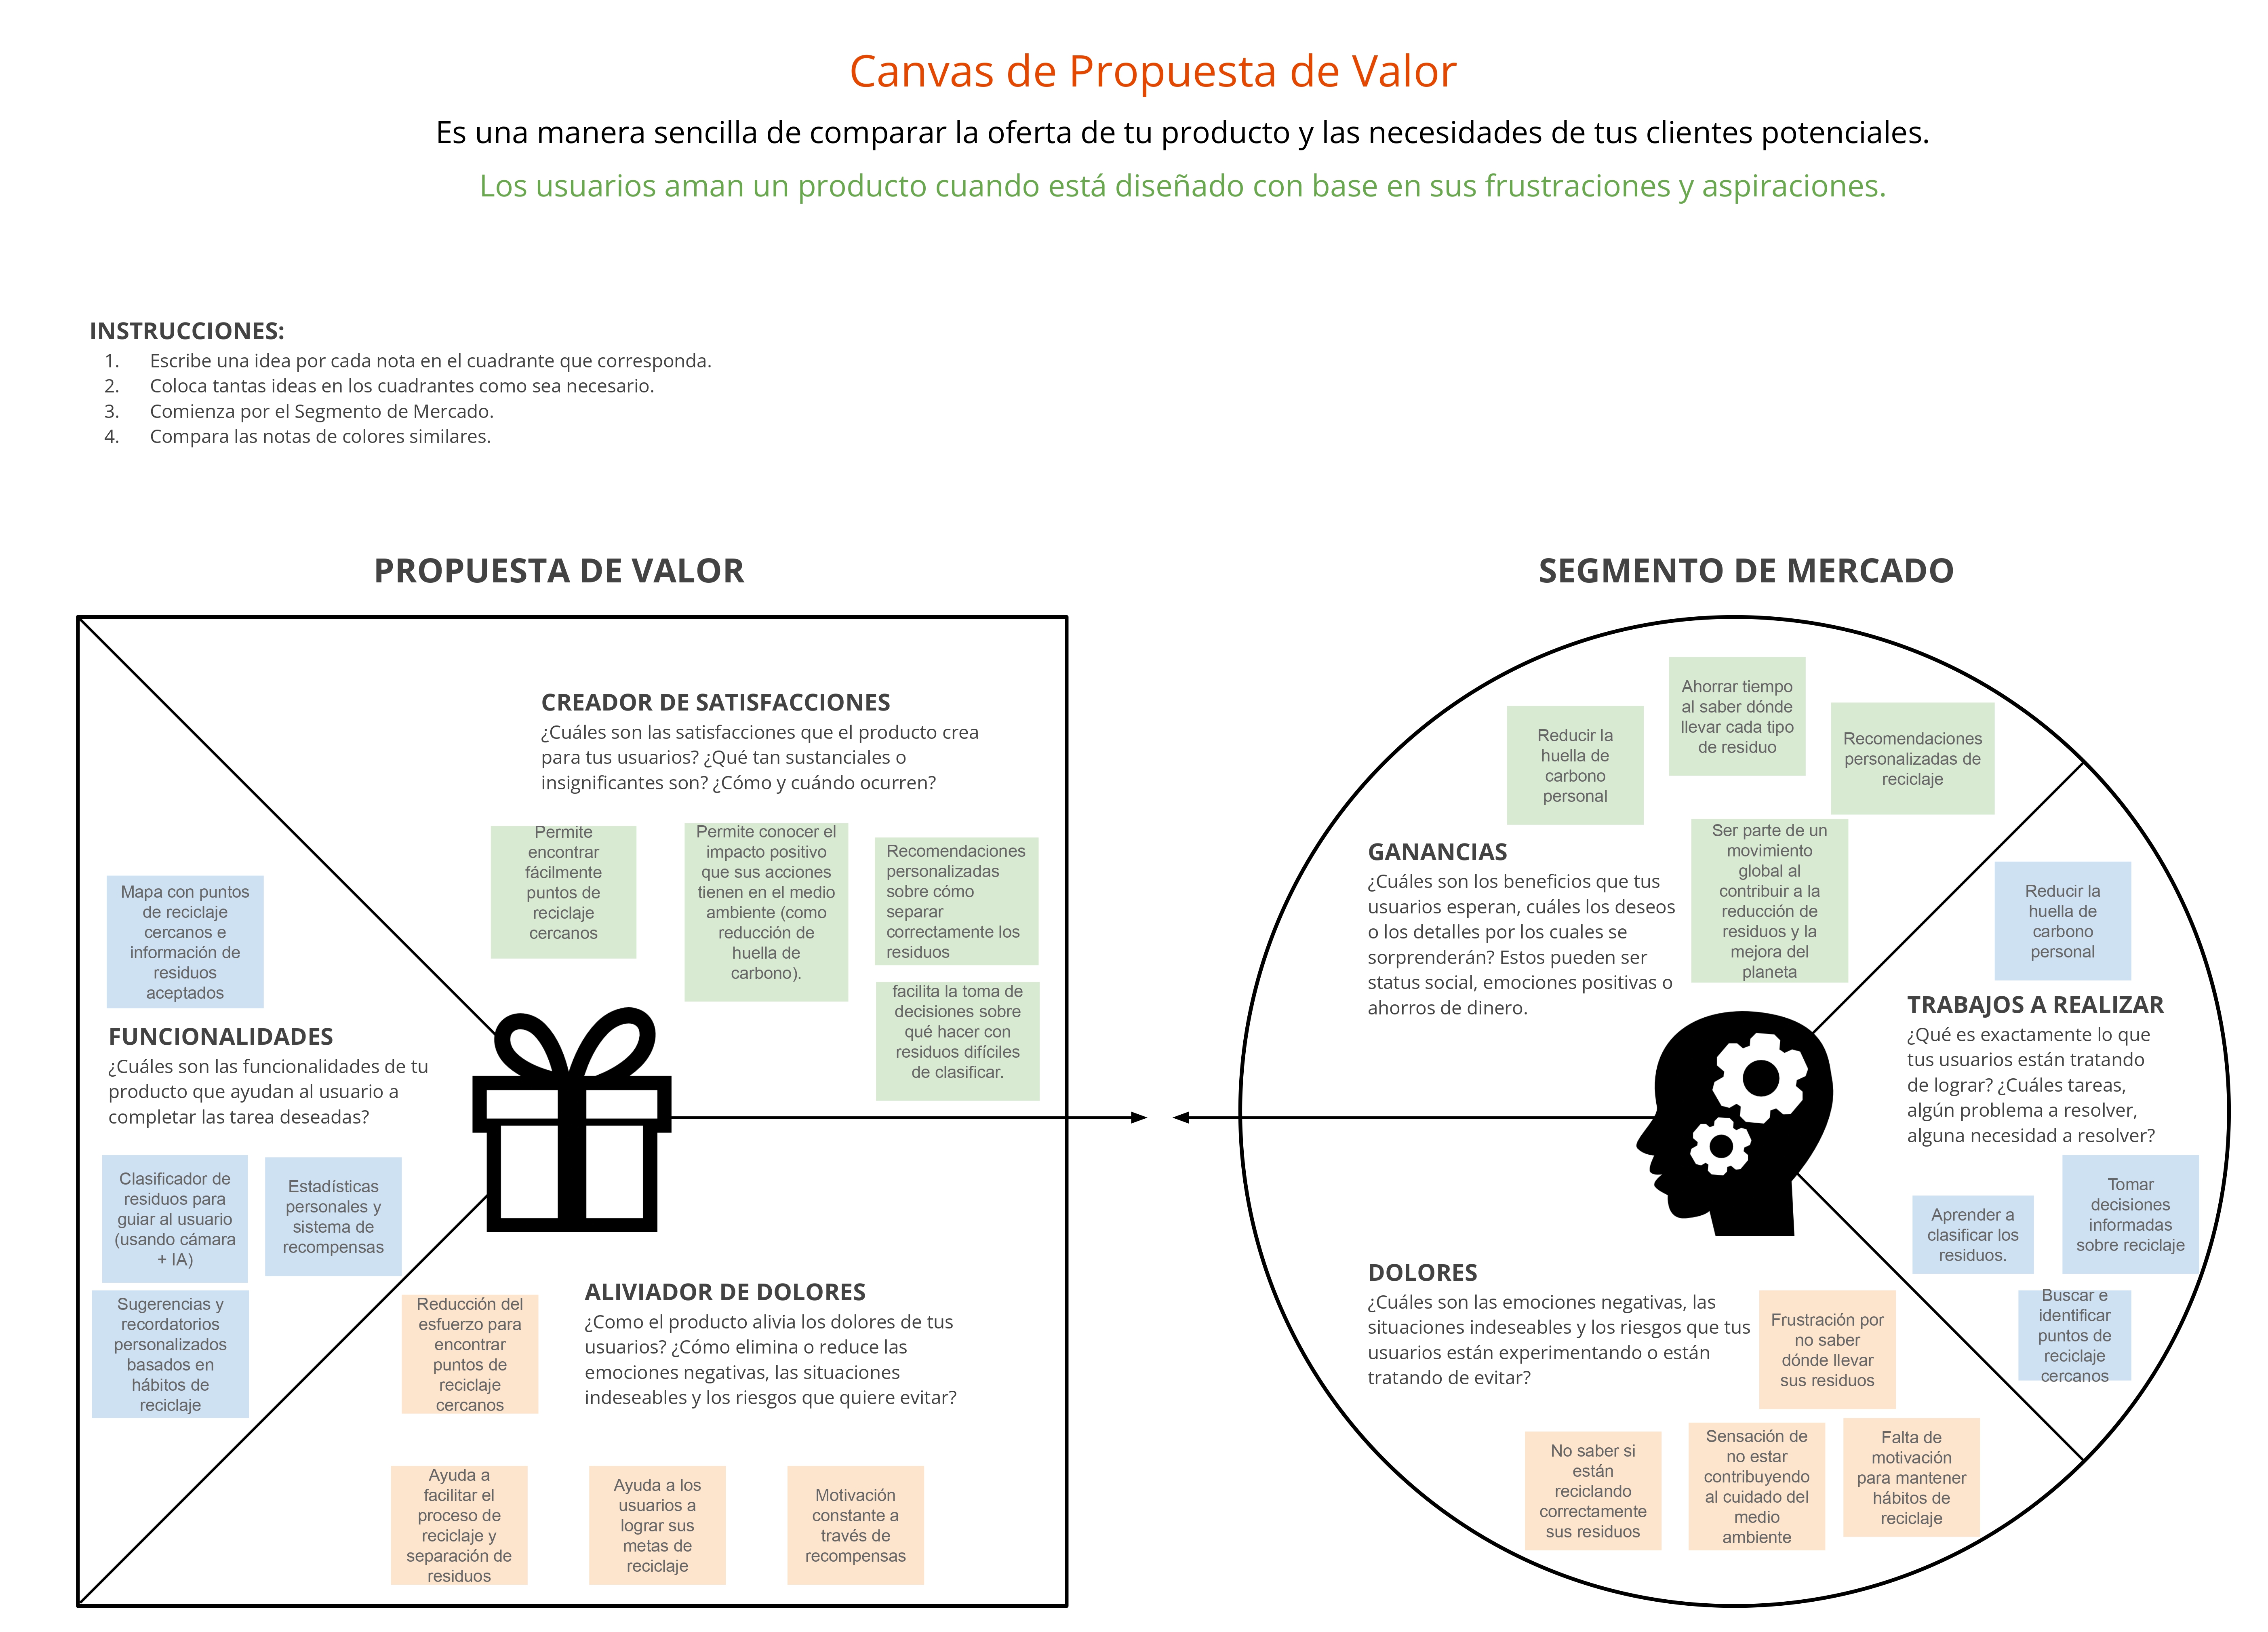 Canvas de Propuesta de Valor
Es una manera sencilla de comparar la oferta de tu producto y las necesidades de tus clientes potenciales.
Los usuarios aman un producto cuando está diseñado con base en sus frustraciones y aspiraciones.
INSTRUCCIONES:
1. Escribe una idea por cada nota en el cuadrante que corresponda.
2. Coloca tantas ideas en los cuadrantes como sea necesario.
3. Comienza por el Segmento de Mercado.
4. Compara las notas de colores similares.
PROPUESTA DE VALOR
CREADOR DE SATISFACCIONES
¿Cuáles son las satisfacciones que el producto crea
para tus usuarios? ¿Qué tan sustanciales o
insignificantes son? ¿Cómo y cuándo ocurren?
Permite
encontrar
fácilmente
puntos de
reciclaje
cercanos
Permite conocer el
impacto positivo
que sus acciones
tienen en el medio
ambiente (como
reducción de
huella de
carbono).
Recomendaciones
personalizadas
sobre cómo
separar
correctamente los
residuos
facilita la toma de
decisiones sobre
qué hacer con
residuos difíciles
de clasificar.
Mapa con puntos
de reciclaje
cercanos e
información de
residuos
aceptados
FUNCIONALIDADES
¿Cuáles son las funcionalidades de tu
producto que ayudan al usuario a
completar las tarea deseadas?
Clasificador de
residuos para
guiar al usuario
(usando cámara
+ IA)
Estadísticas
personales y
sistema de
recompensas
Sugerencias y
recordatorios
personalizados
basados en
hábitos de
reciclaje
ALIVIADOR DE DOLORES
¿Como el producto alivia los dolores de tus
usuarios? ¿Cómo elimina o reduce las
emociones negativas, las situaciones
indeseables y los riesgos que quiere evitar?
Reducción del
esfuerzo para
encontrar
puntos de
reciclaje
cercanos
Ayuda a
facilitar el
proceso de
reciclaje y
separación de
residuos
Ayuda a los
usuarios a
lograr sus
metas de
reciclaje
Motivación
constante a
través de
recompensas
SEGMENTO DE MERCADO
Reducir la
huella de
carbono
personal
Ahorrar tiempo
al saber dónde
llevar cada tipo
de residuo
Recomendaciones
personalizadas de
reciclaje
Ser parte de un
movimiento
global al
contribuir a la
reducción de
residuos y la
mejora del
planeta
GANANCIAS
¿Cuáles son los beneficios que tus
usuarios esperan, cuáles los deseos
o los detalles por los cuales se
sorprenderán? Estos pueden ser
status social, emociones positivas o
ahorros de dinero.
Reducir la
huella de
carbono
personal
TRABAJOS A REALIZAR
¿Qué es exactamente lo que
tus usuarios están tratando
de lograr? ¿Cuáles tareas,
algún problema a resolver,
alguna necesidad a resolver?
Aprender a
clasificar los
residuos.
Tomar
decisiones
informadas
sobre reciclaje
Buscar e
identificar
puntos de
reciclaje
cercanos
DOLORES
¿Cuáles son las emociones negativas, las
situaciones indeseables y los riesgos que tus
usuarios están experimentando o están
tratando de evitar?
Frustración por
no saber
dónde llevar
sus residuos
No saber si
están
reciclando
correctamente
sus residuos
Sensación de
no estar
contribuyendo
al cuidado del
medio
ambiente
Falta de
motivación
para mantener
hábitos de
reciclaje